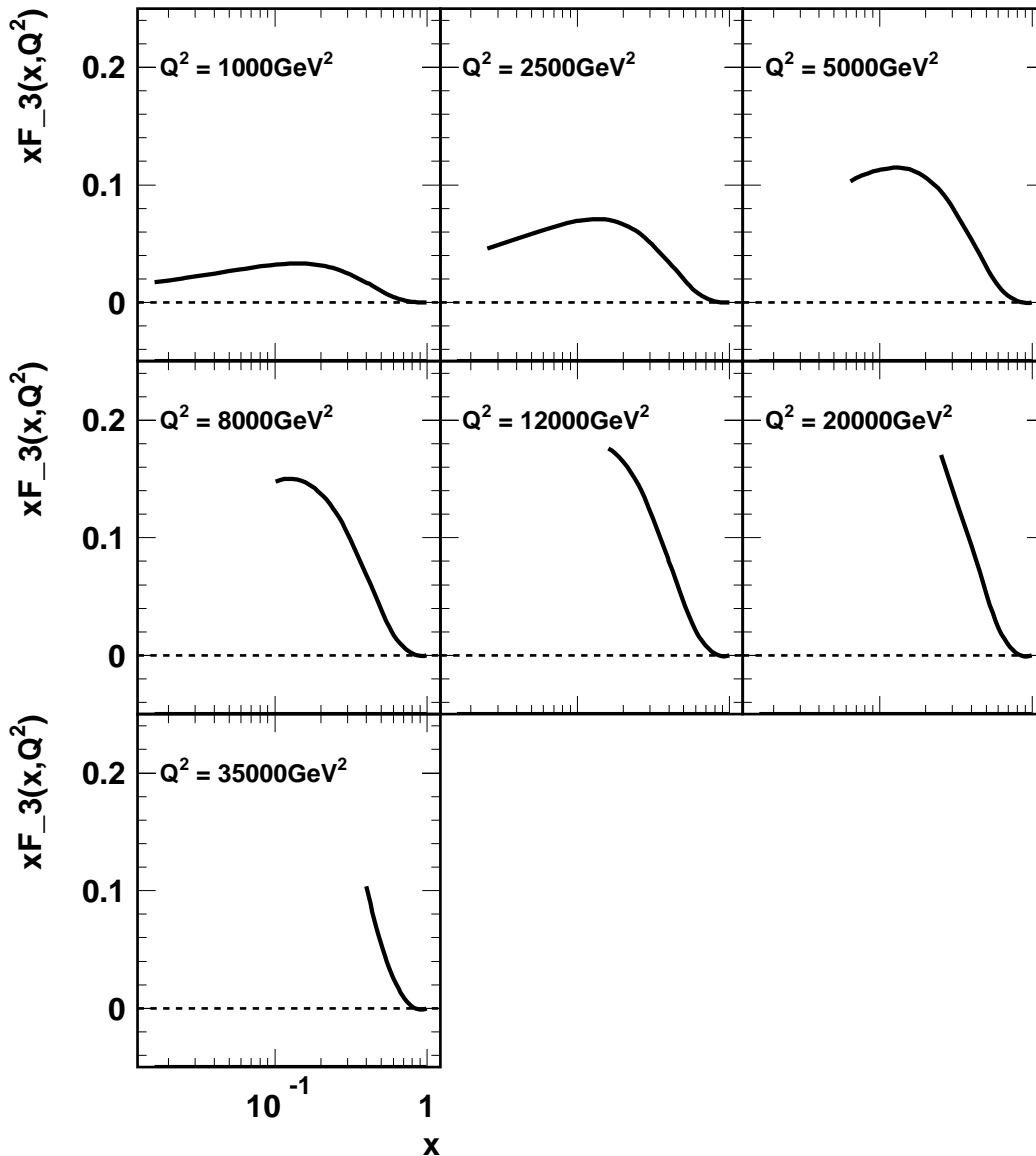 xF_3(x,Q²)
0.2
0.1
0
Q² = 1000GeV²
Q² = 2500GeV²
Q² = 5000GeV²
xF_3(x,Q²)
0.2
0.1
0
Q² = 8000GeV²
Q² = 12000GeV²
Q² = 20000GeV²
xF_3(x,Q²)
0.2
0.1
0
Q² = 35000GeV²
10⁻¹ 1
x